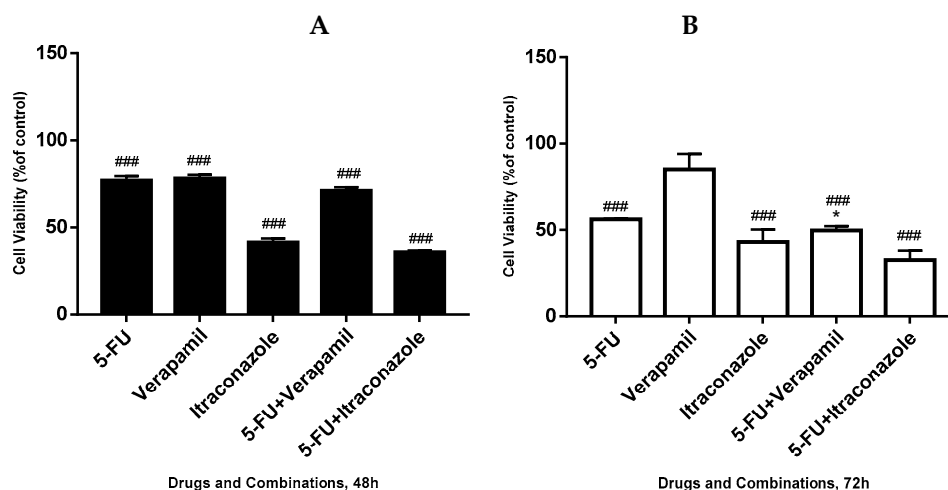 A
Cell Viability (%of control)
150
100
50
0
###
###
###
###
###
5-FU
Verapamil
Itraconazole
5-FU+Verapamil
5-FU+Itraconazole
Drugs and Combinations, 48h
B
Cell Viability (%of control)
150
100
50
0
###
###
###
*
###
5-FU
Verapamil
Itraconazole
5-FU+Verapamil
5-FU+Itraconazole
Drugs and Combinations, 72h